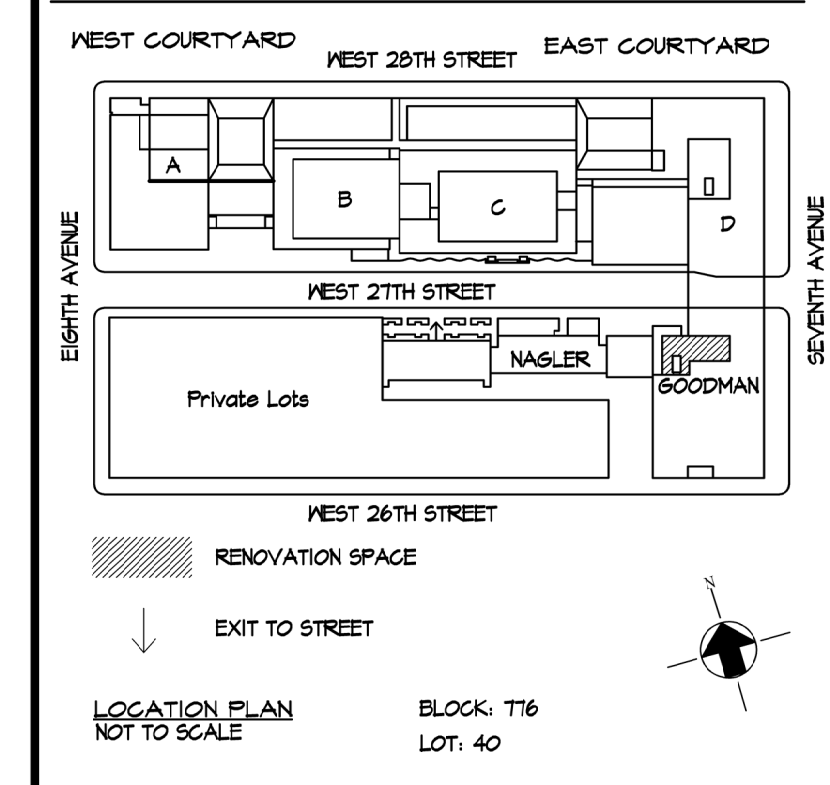 WEST COURTYARD
EAST COURTYARD
WEST 28TH STREET
A
B
C
D
EIGHTH AVENUE
SEVENTH AVENUE
WEST 27TH STREET
NAGLER
GOODMAN
Private Lots
WEST 26TH STREET
RENOVATION SPACE
N
EXIT TO STREET
LOCATION PLAN
NOT TO SCALE
BLOCK: 776
LOT: 40